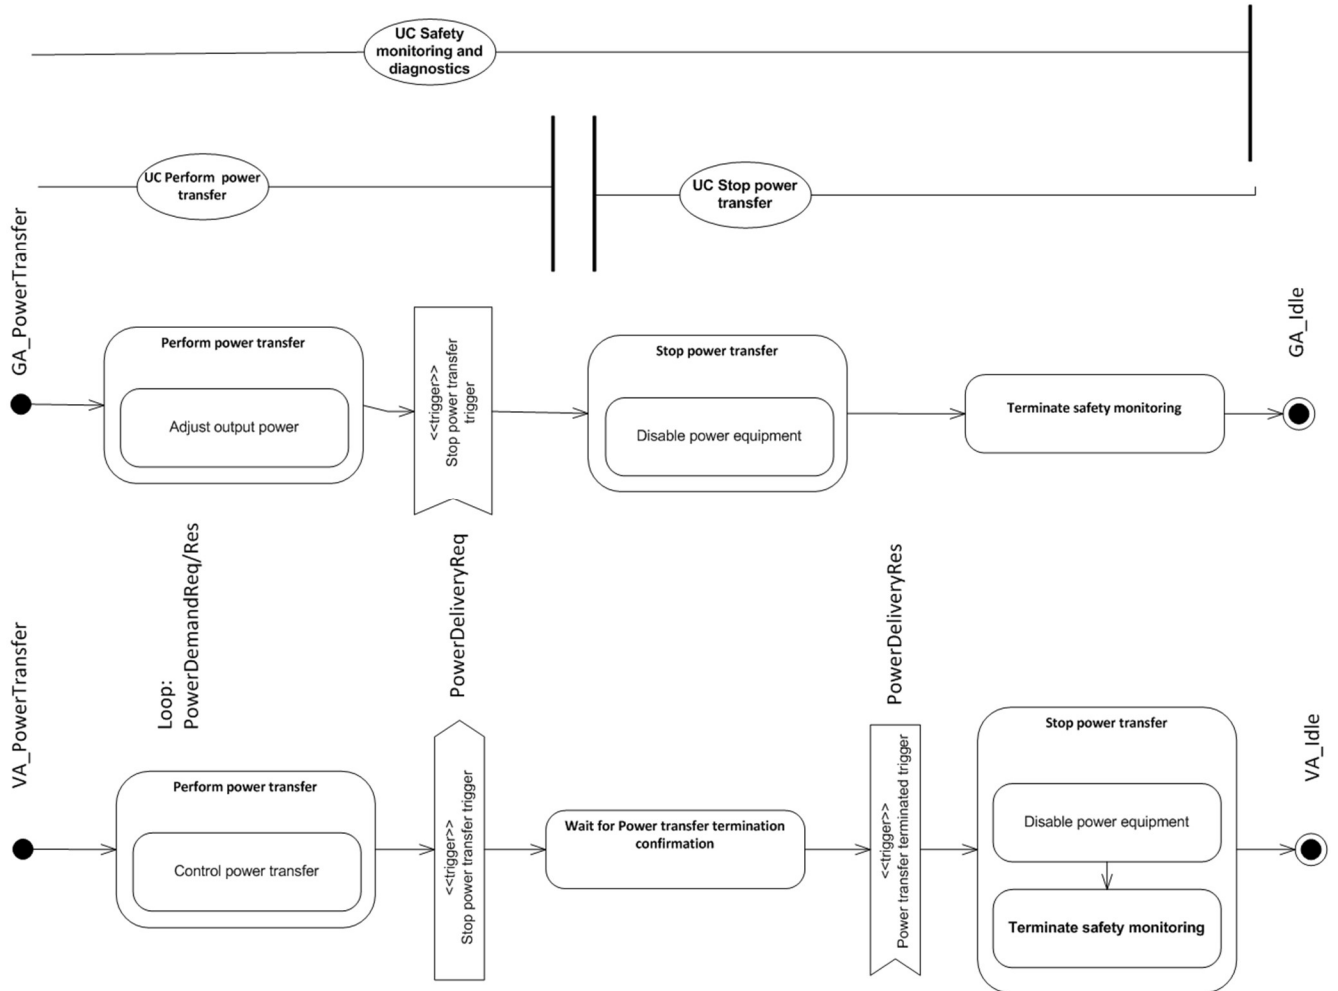 UC Safety
monitoring and
diagnostics
UC Perform power
transfer
UC Stop power
transfer
GA_PowerTransfer
Perform power transfer
Adjust output power
<<trigger>>
Stop power transfer
trigger
Stop power transfer
Disable power equipment
Terminate safety monitoring
GA_Idle
Loop:
PowerDemandReq/Res
PowerDeliveryReq
PowerDeliveryRes
VA_PowerTransfer
Perform power transfer
Control power transfer
<<trigger>>
Stop power transfer trigger
Wait for Power transfer termination
confirmation
<<trigger>>
Power transfer terminated trigger
Stop power transfer
Disable power equipment
Terminate safety monitoring
VA_Idle